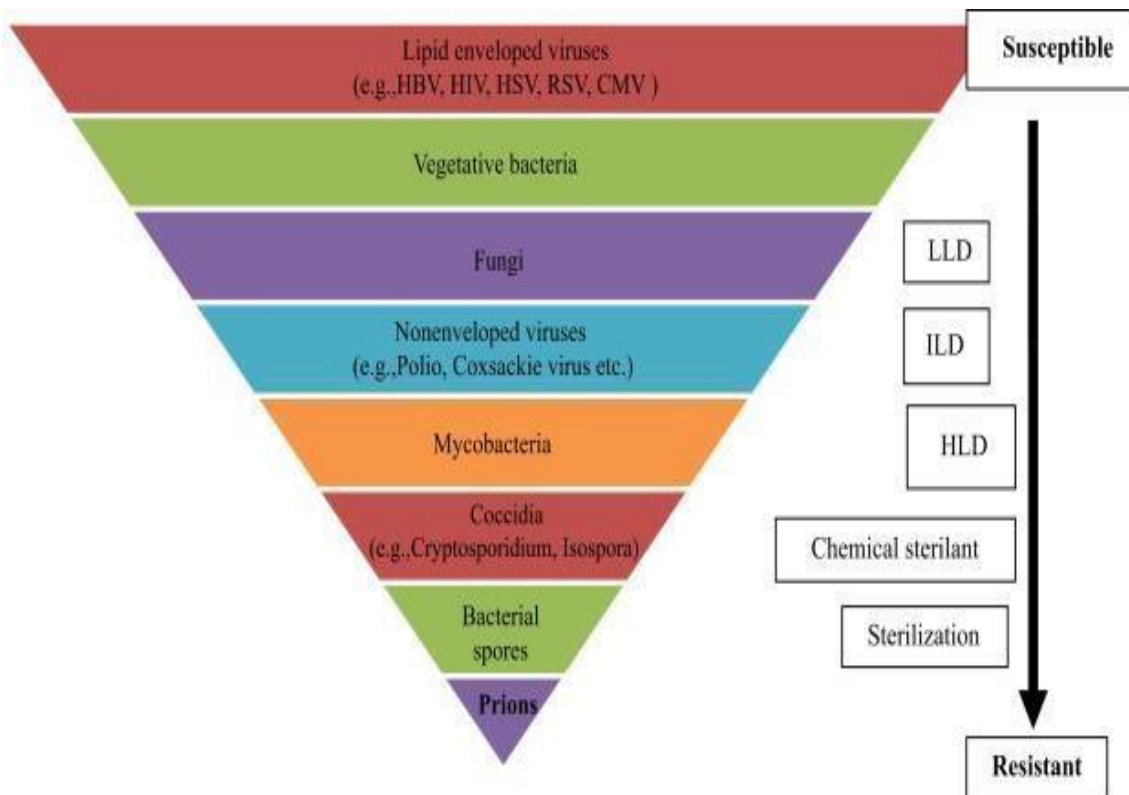 Lipid enveloped viruses
(e.g.,HBV, HIV, HSV, RSV, CMV )
Susceptible
Vegetative bacteria
Fungi
LLD
Nonenveloped viruses
(e.g.,Polio, Coxsackie virus etc.)
ILD
Mycobacteria
HLD
Coccidia
(e.g.,Cryptosporidium, Isospora)
Chemical sterilant
Bacterial
spores
Sterilization
Prions
Resistant